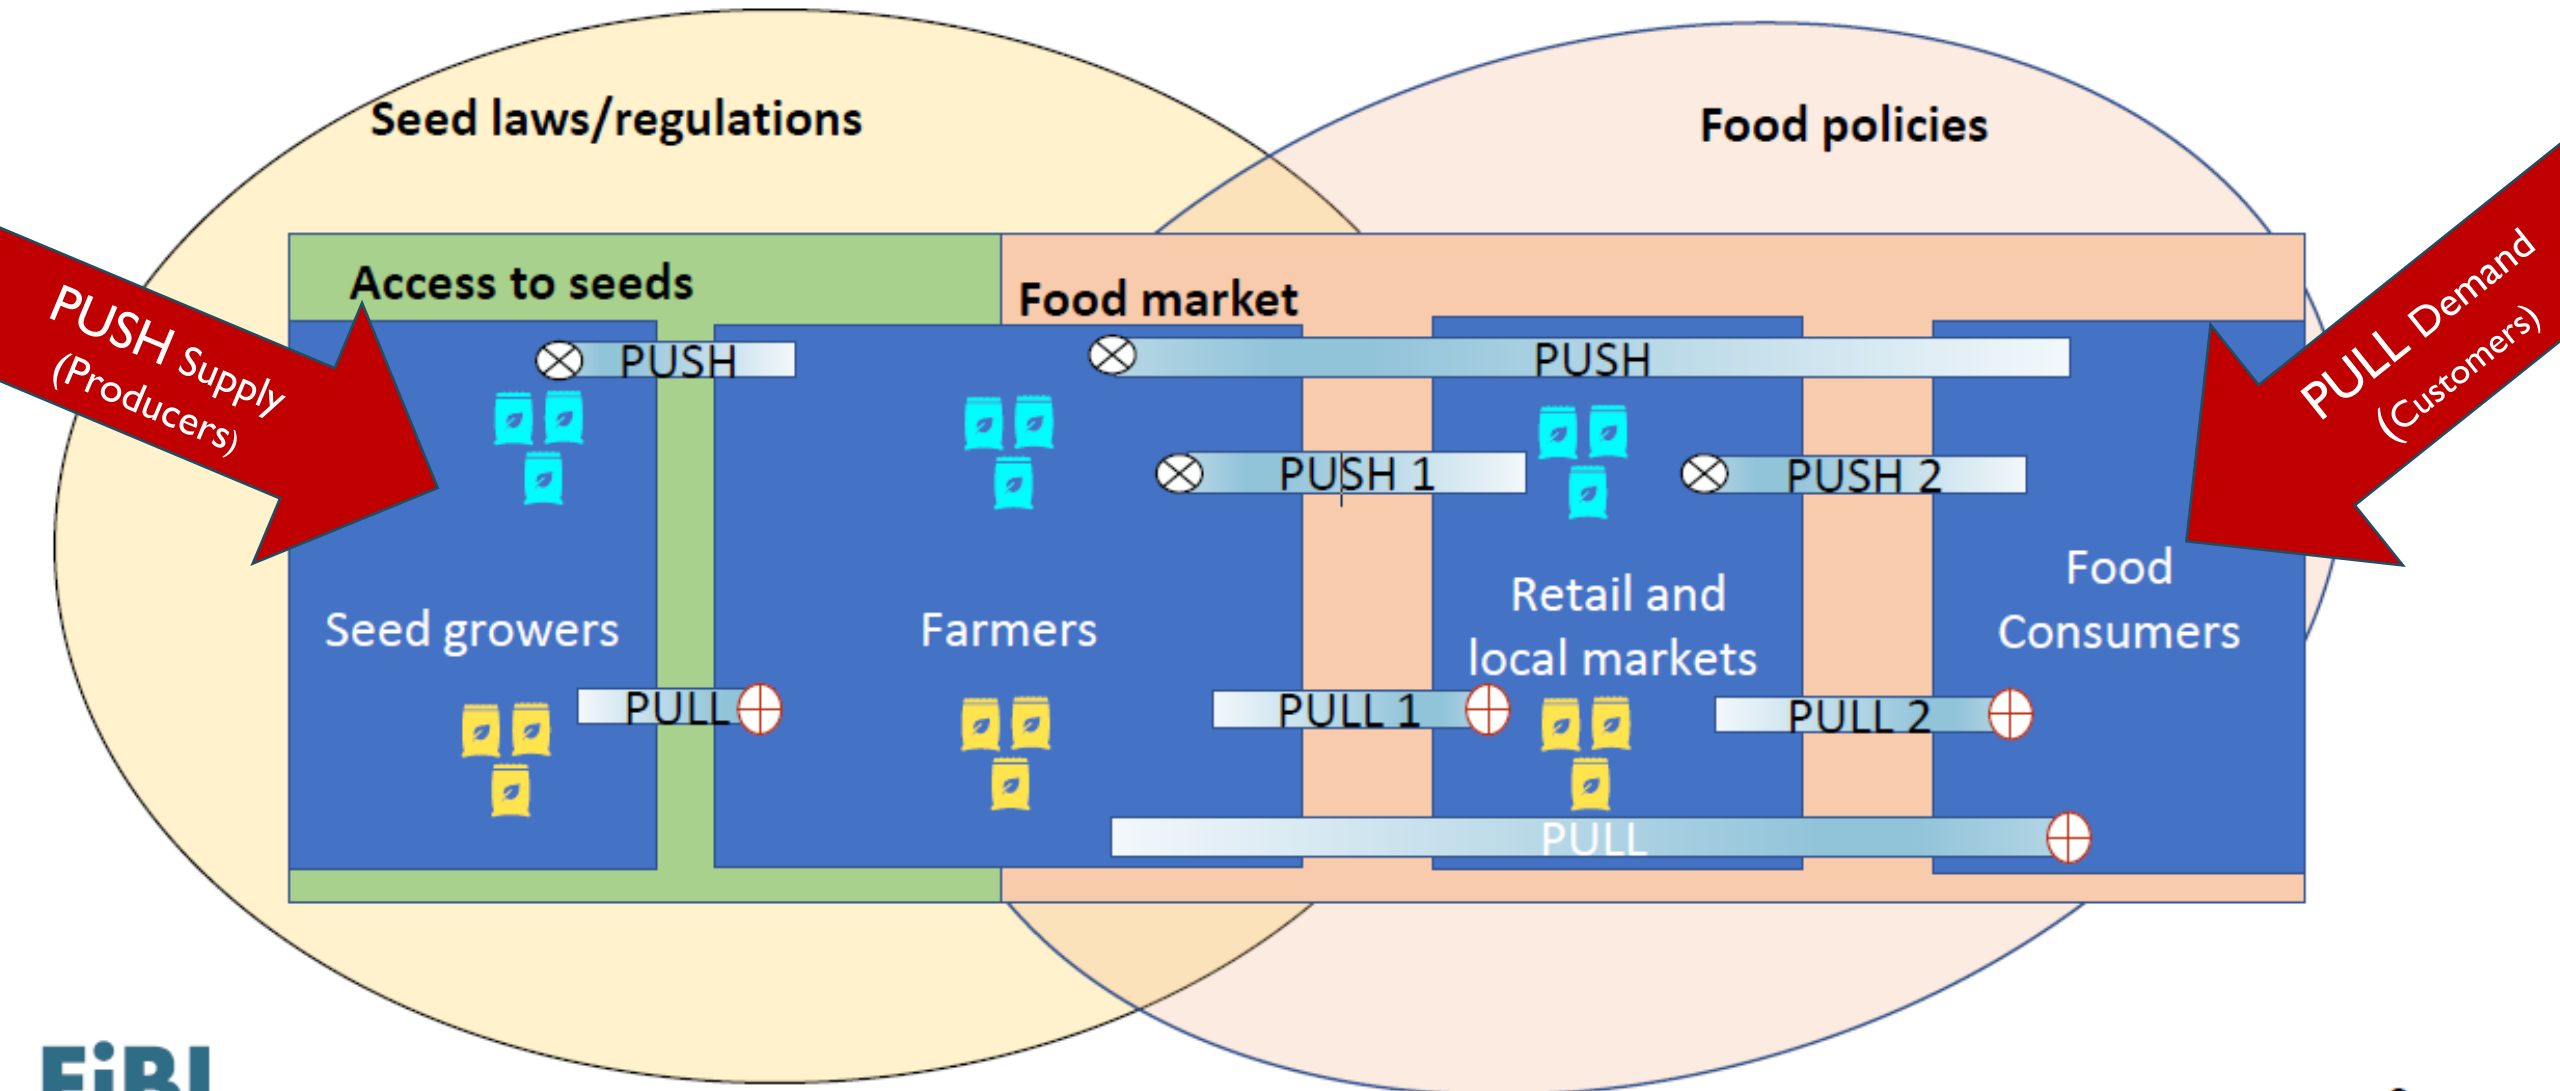 Seed laws/regulations
Food policies
PUSH Supply
(Producers)
PULL Demand
(Customers)
Access to seeds
Food market
PUSH
PUSH
PUSH 1
PUSH 2
Seed growers
Farmers
Retail and
local markets
Food
Consumers
PULL
PULL 1
PULL 2
PULL
FiBL